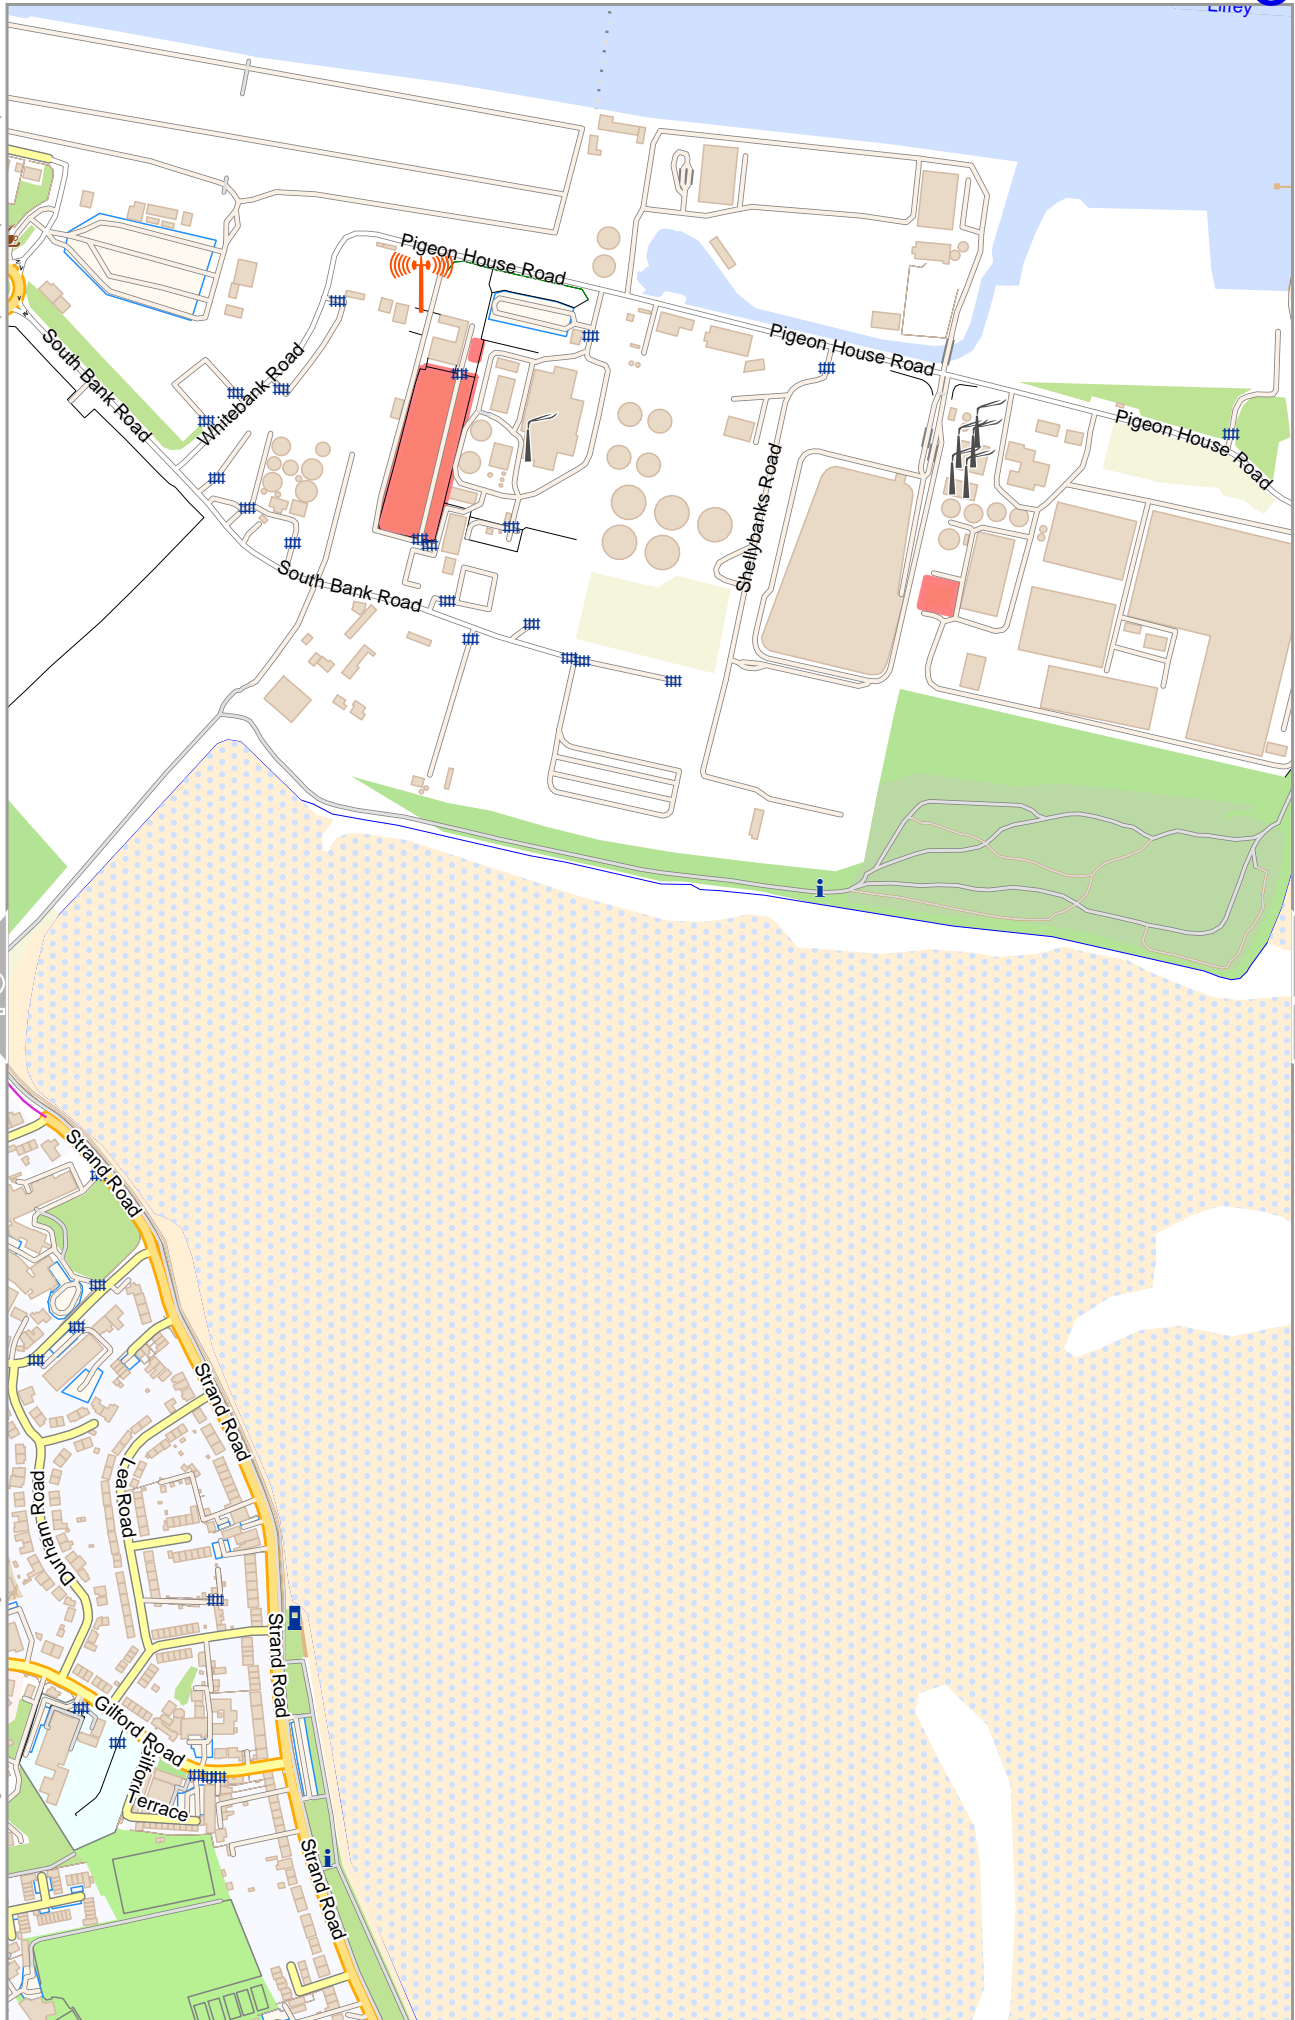 Liffey
Pigeon House Road
Pigeon House Road
South Bank Road
Whitebank Road
Pigeon House Road
Shellybanks Road
South Bank Road
Strand Road
Strand Road
Lea Road
Durham Road
Strand Road
Gilford Road
Terrace
Strand Road